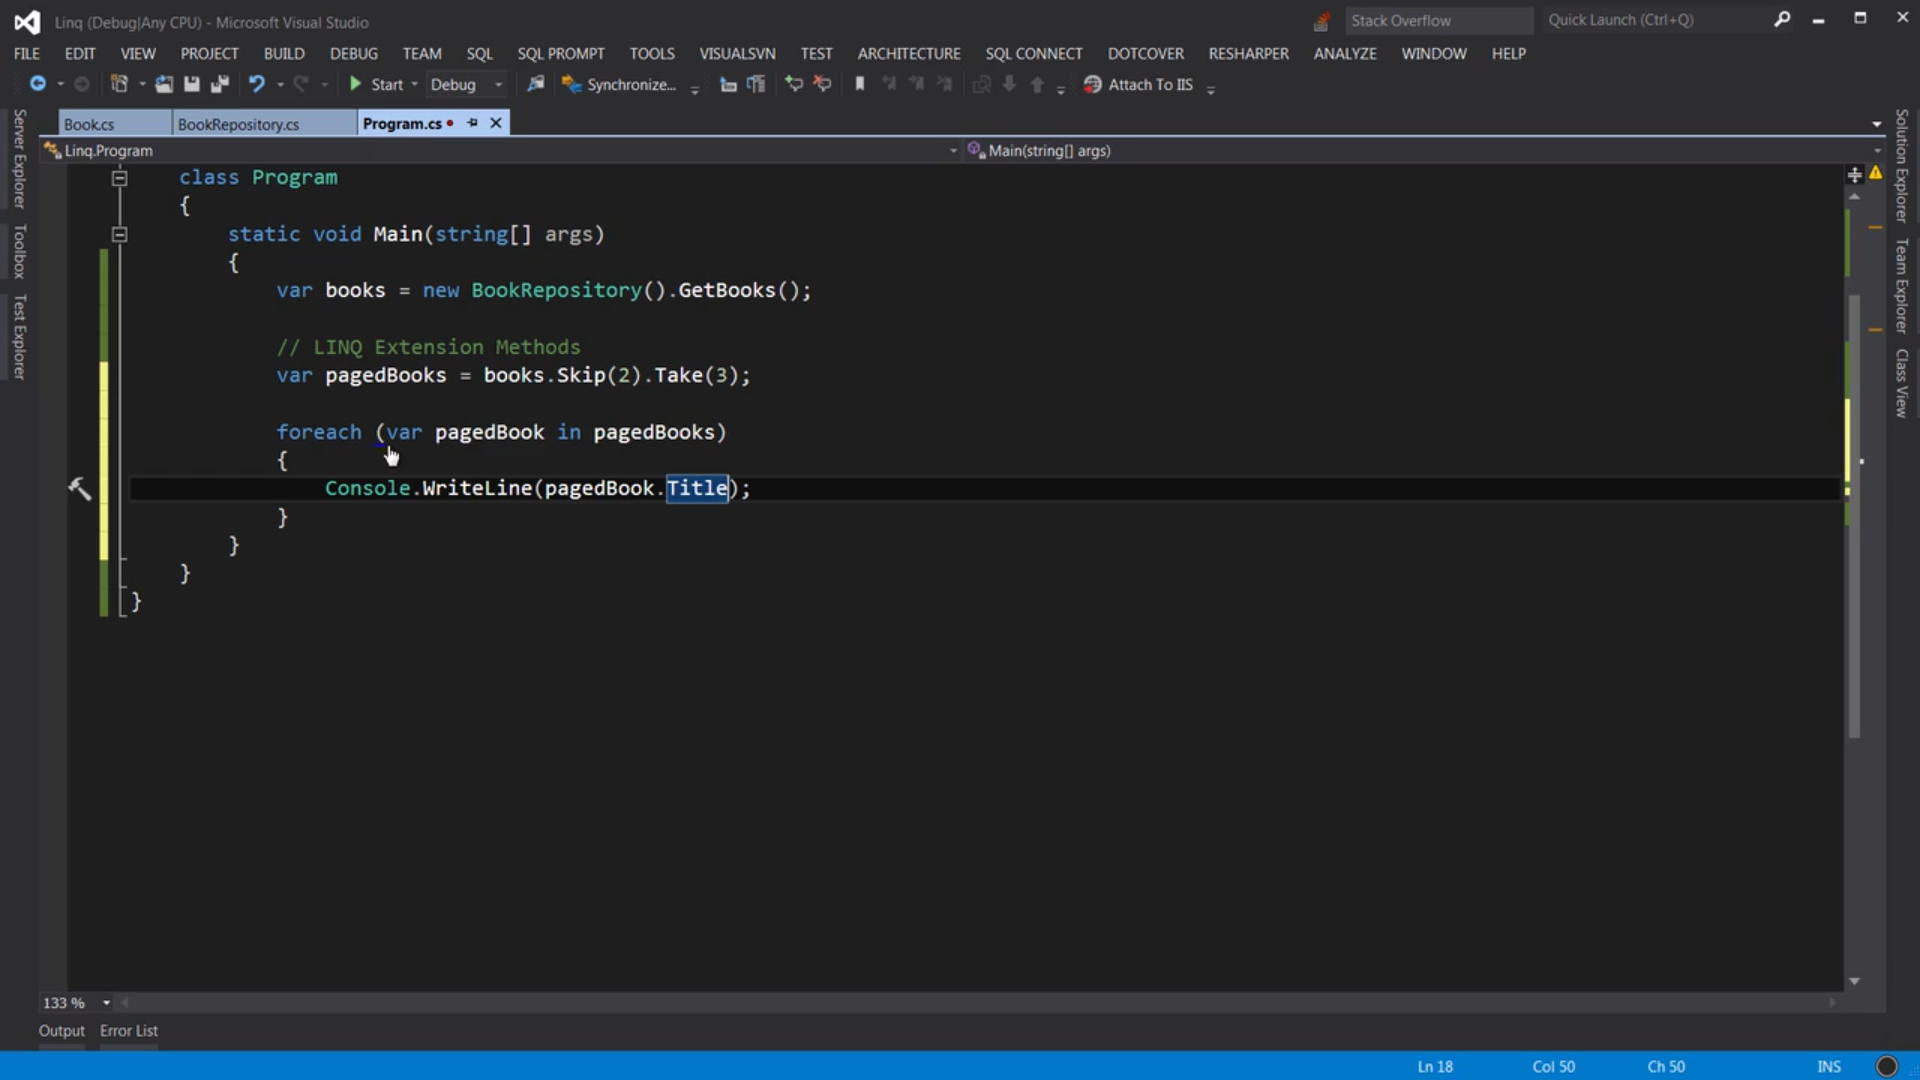 Linq (Debug|Any CPU) - Microsoft Visual Studio
Stack Overflow
Quick Launch (Ctrl+Q)
FILE EDIT VIEW PROJECT BUILD DEBUG TEAM SQL SQL PROMPT TOOLS VISUALSVN TEST ARCHITECTURE SQL CONNECT DOTCOVER RESHARPER ANALYZE WINDOW HELP
Start Debug Synchronize... Attach To IIS
Book.cs BookRepository.cs Program.cs
Linq.Program Main(string[] args)
Server Explorer
Toolbox
Test Explorer
class Program
{
static void Main(string[] args)
{
var books = new BookRepository().GetBooks();
// LINQ Extension Methods
var pagedBooks = books.Skip(2).Take(3);
foreach (var pagedBook in pagedBooks)
{
Console.WriteLine(pagedBook.Title);
}
}
}
}
Solution Explorer
Team Explorer
Class View
133 %
Output Error List
Ln 18 Col 50 Ch 50 INS